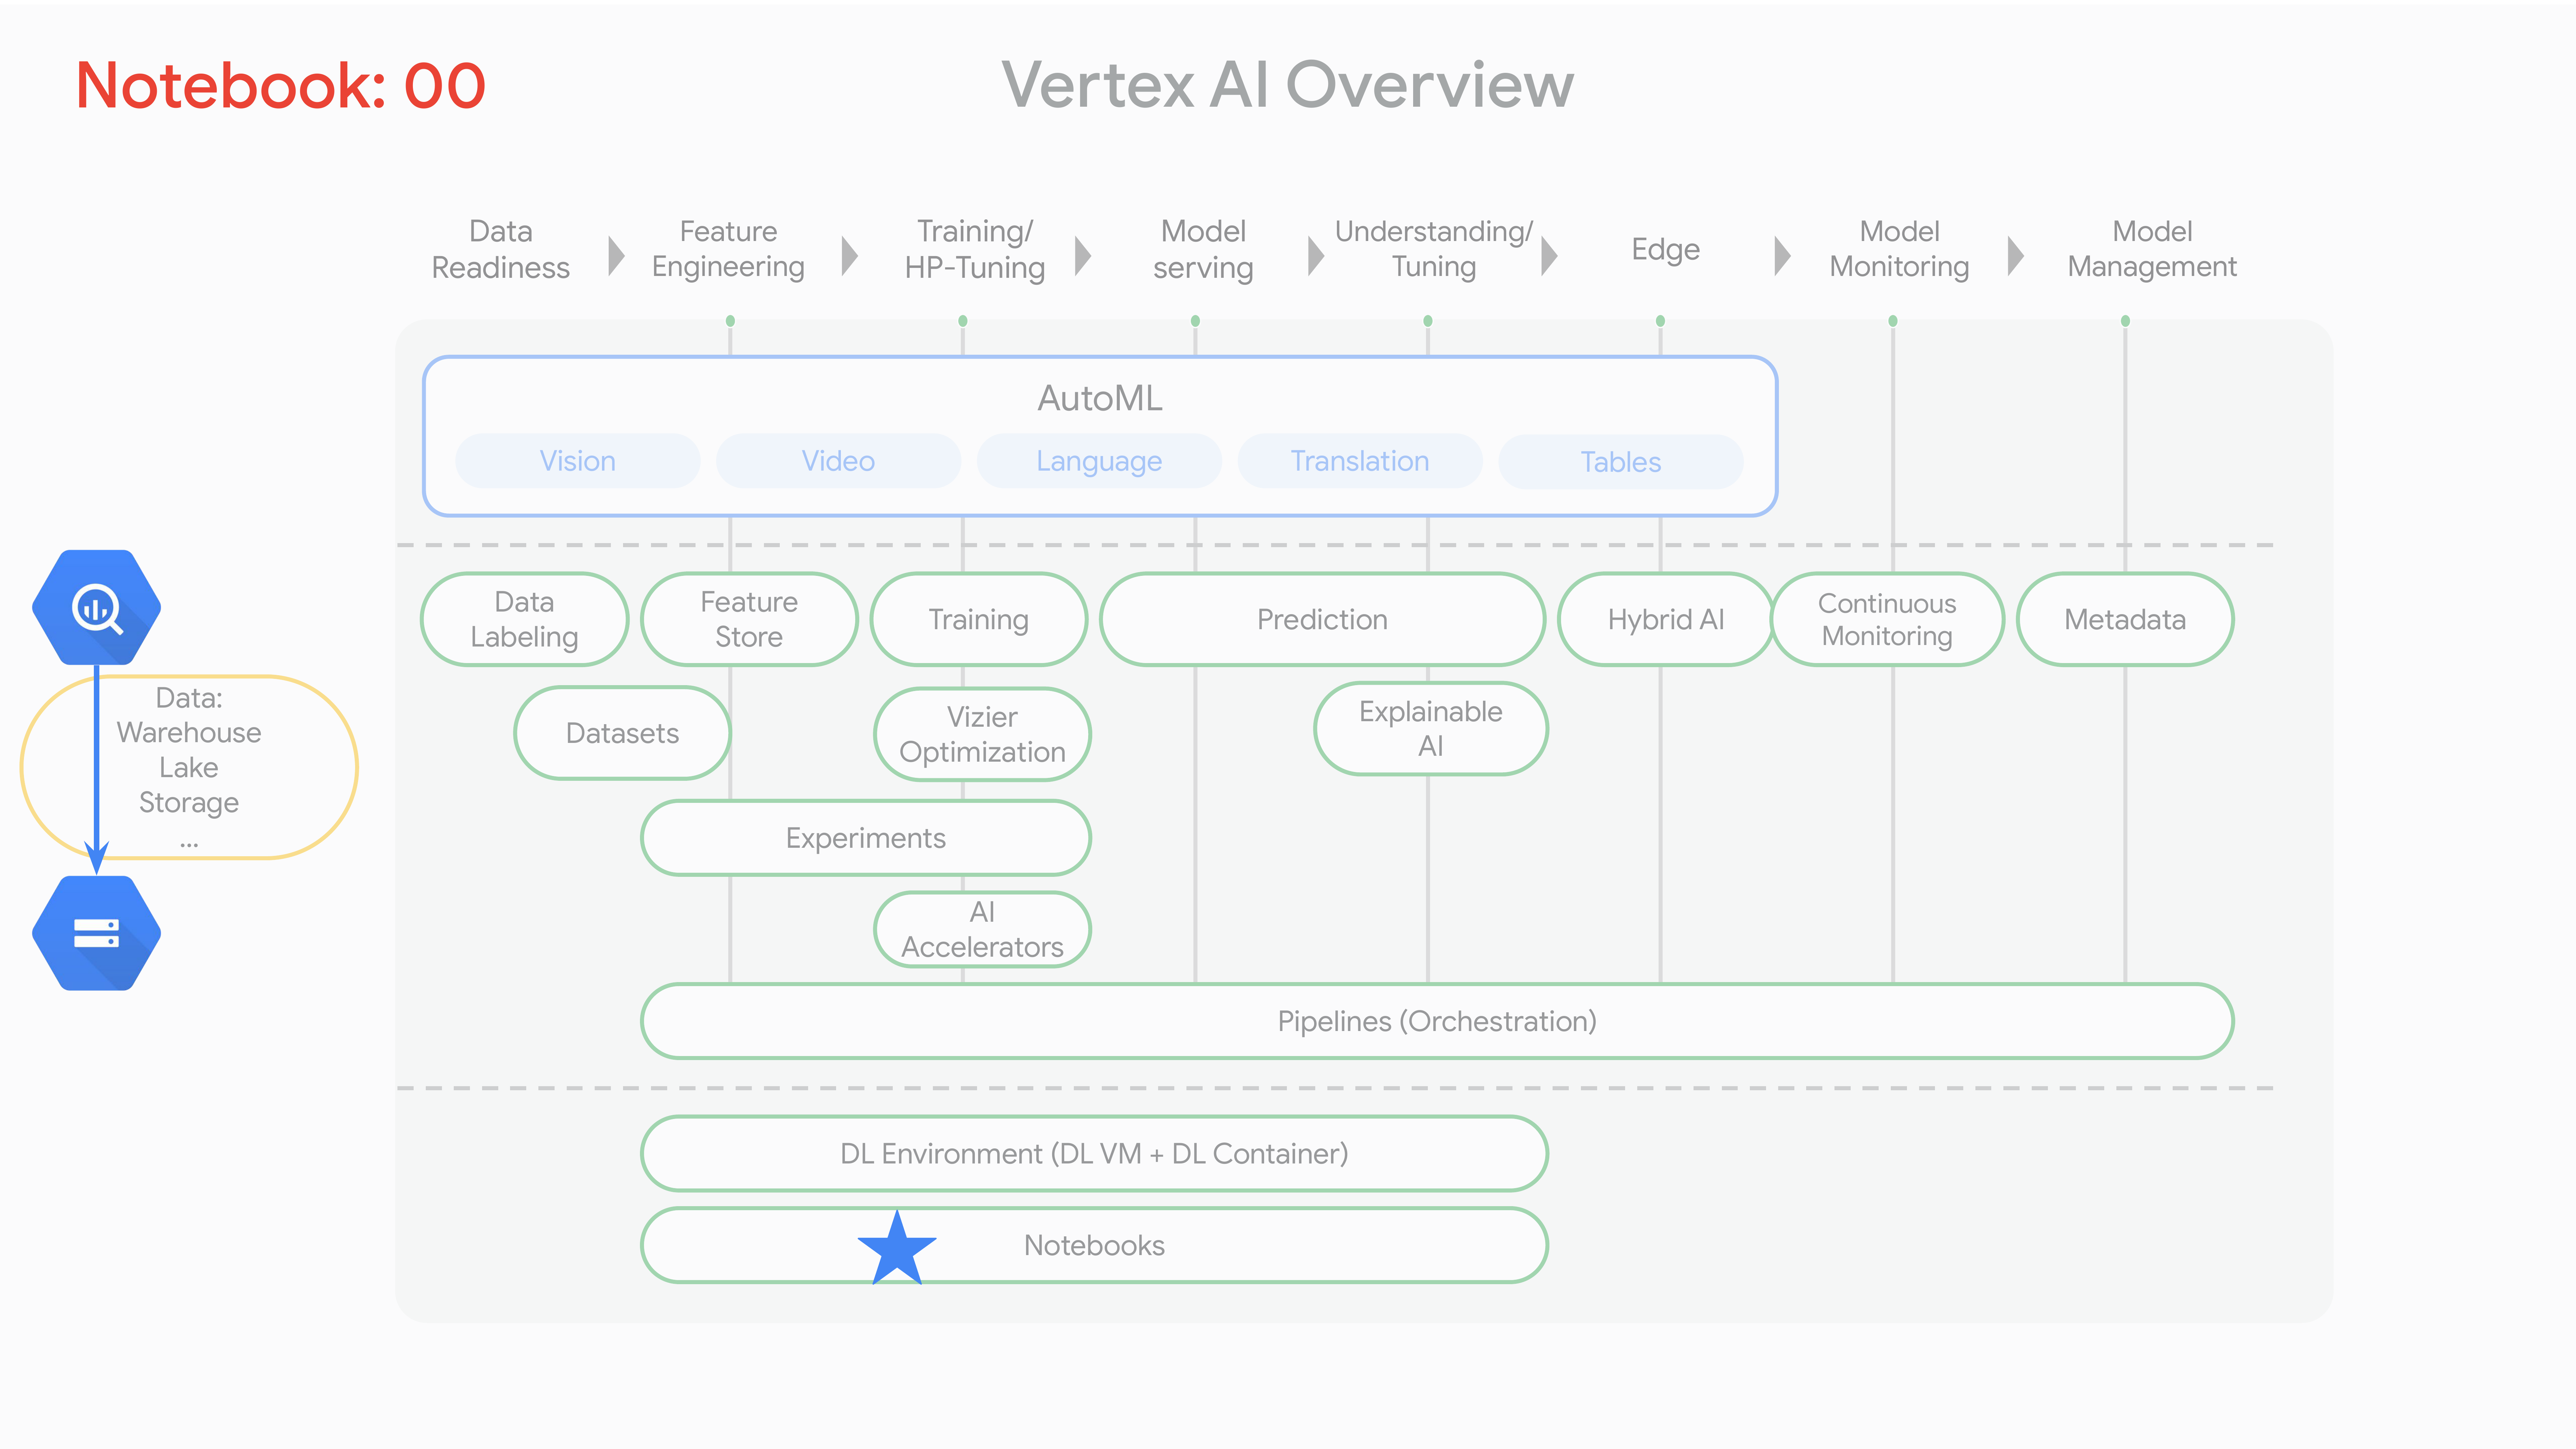 Notebook: 00
Vertex AI Overview
Data
Readiness
Feature
Engineering
Training/
HP-Tuning
Model
serving
Understanding/
Tuning
Edge
Model
Monitoring
Model
Management
AutoML
Vision
Video
Language
Translation
Tables
Data
Labeling
Feature
Store
Training
Prediction
Hybrid AI
Continuous
Monitoring
Metadata
Data:
Warehouse
Lake
Storage
...
Datasets
Vizier
Optimization
Explainable
AI
Experiments
AI
Accelerators
Pipelines (Orchestration)
DL Environment (DL VM + DL Container)
Notebooks